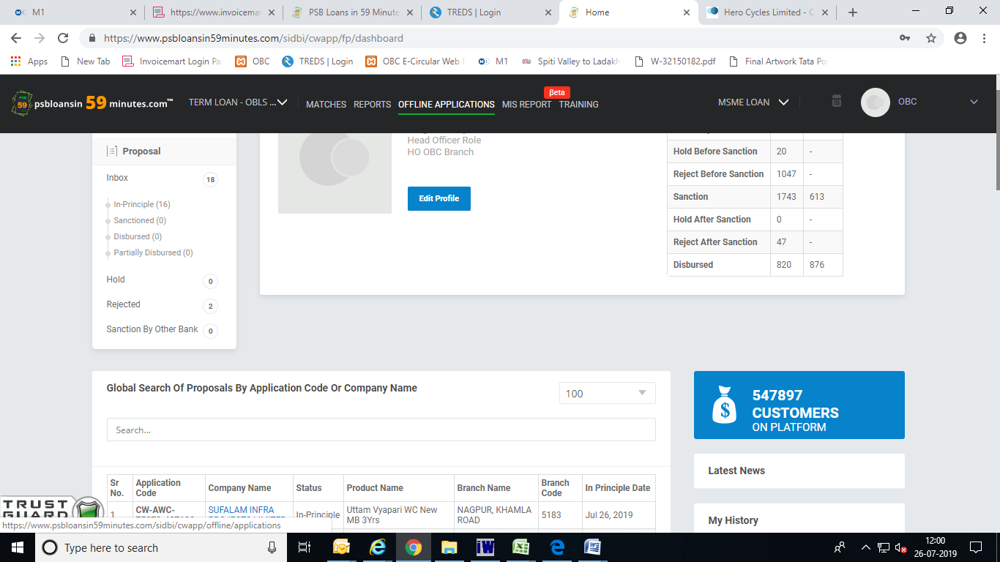 M1
https://www.invoicemar
PSB Loans in 59 Minute
TREDS | Login
Home
Hero Cycles Limited - C
https://www.psbloansin59minutes.com/sidbi/cwapp/fp/dashboard
Apps
New Tab
Invoicemart Login Pa
OBC
TREDS | Login
OBC E-Circular Web P
M1
Spiti Valley to Ladakh
W-32150182.pdf
Final Artwork Tata Po
PSB 59 psbloansin 59 minutes.com™
TERM LOAN - OBLS ...
MATCHES
REPORTS
OFFLINE APPLICATIONS
βeta
MIS REPORT
TRAINING
MSME LOAN
OBC
Proposal
Inbox 18
In-Principle (16)
Sanctioned (0)
Disbursed (0)
Partially Disbursed (0)
Hold 0
Rejected 2
Sanction By Other Bank 0
Head Officer Role
HO OBC Branch
Edit Profile
Hold Before Sanction 20 -
Reject Before Sanction 1047 -
Sanction 1743 613
Hold After Sanction 0 -
Reject After Sanction 47 -
Disbursed 820 876
Global Search Of Proposals By Application Code Or Company Name
100
Search...
Sr No. Application Code Company Name Status Product Name Branch Name Branch Code In Principle Date
1 CW-AWC- SUFALAM INFRA In-Principle Uttam Vyapari WC New MB 3Yrs NAGPUR, KHAMLA ROAD 5183 Jul 26, 2019
547897
CUSTOMERS
ON PLATFORM
Latest News
My History
TRUST
GUARD
https://www.psbloansin59minutes.com/sidbi/cwapp/offline/applications
Type here to search
12:00
26-07-2019